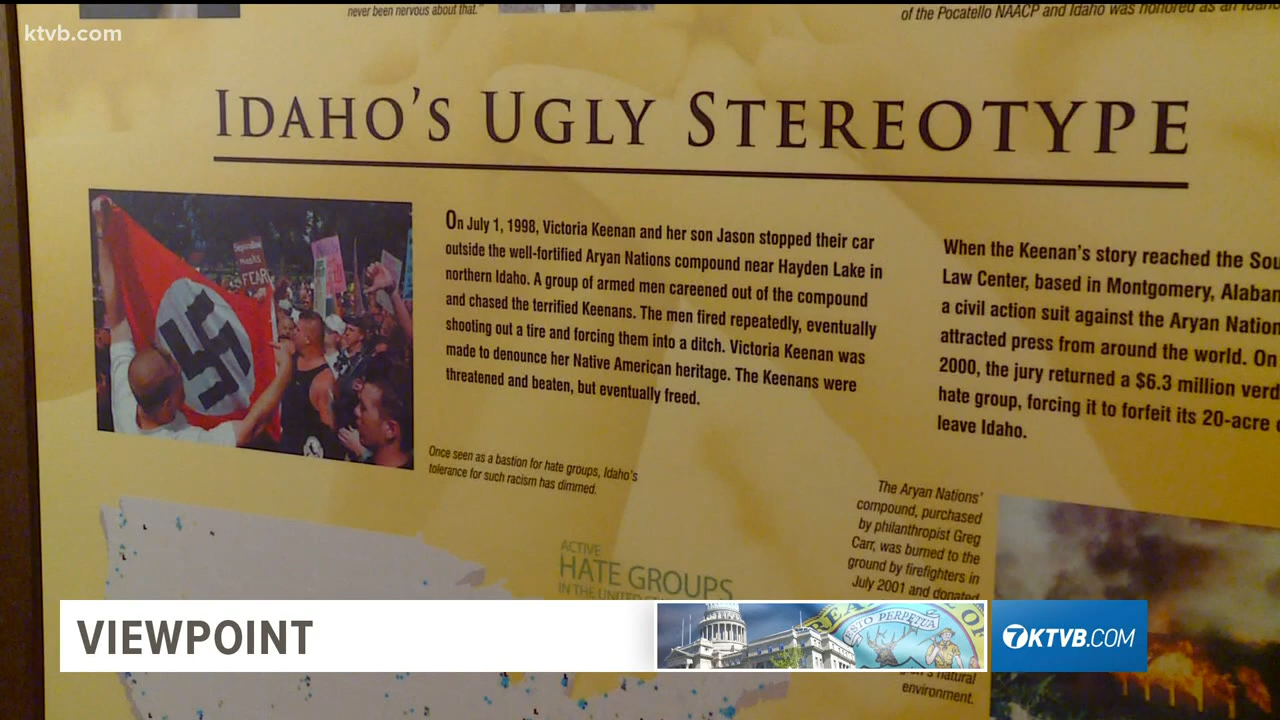 never been nervous about that."
of the Pocatello NAACP and Idaho was honored as an
ktvb.com
IDAHO'S UGLY STEREOTYPE
Separation
FEAR
On July 1, 1998, Victoria Keenan and her son Jason stopped their car
outside the well-fortified Aryan Nations compound near Hayden Lake in
northern Idaho. A group of armed men careened out of the compound
and chased the terrified Keenans. The men fired repeatedly, eventually
shooting out a tire and forcing them into a ditch. Victoria Keenan was
made to denounce her Native American heritage. The Keenans were
threatened and beaten, but eventually freed.
When the Keenan's story reached the Sou
Law Center, based in Montgomery, Alaban
a civil action suit against the Aryan Nation
attracted press from around the world. On
2000, the jury returned a $6.3 million verd
hate group, forcing it to forfeit its 20-acre
leave Idaho.
Once seen as a bastion for hate groups, Idaho's
tolerance for such racism has dimmed.
The Aryan Nations'
compound, purchased
by philanthropist Greg
Carr, was burned to the
ground by firefighters in
July 2001 and donated
natural
environment.
ACTIVE
HATE GROUPS
IN THE UNITED
VIEWPOINT
ESTO PERPETUA
7KTVB.COM